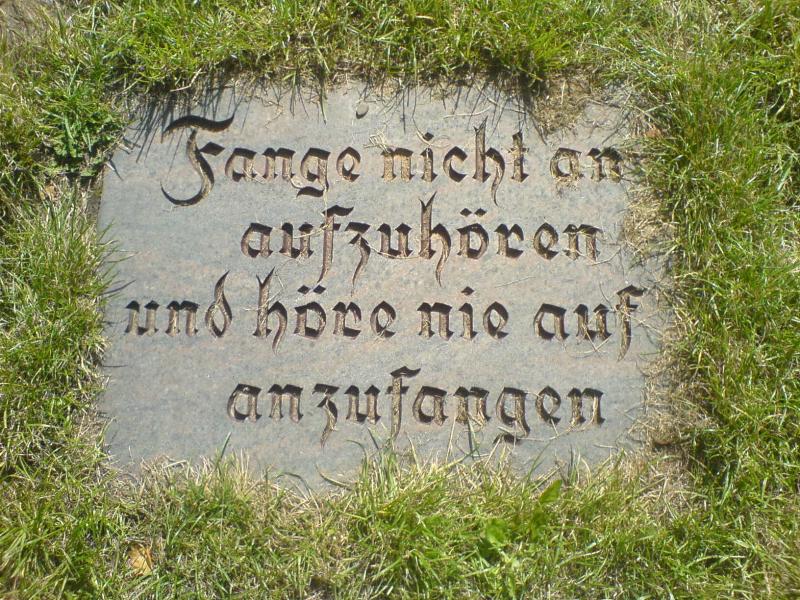 Fange nicht an
aufzuhören
und höre nie auf
anzufangen